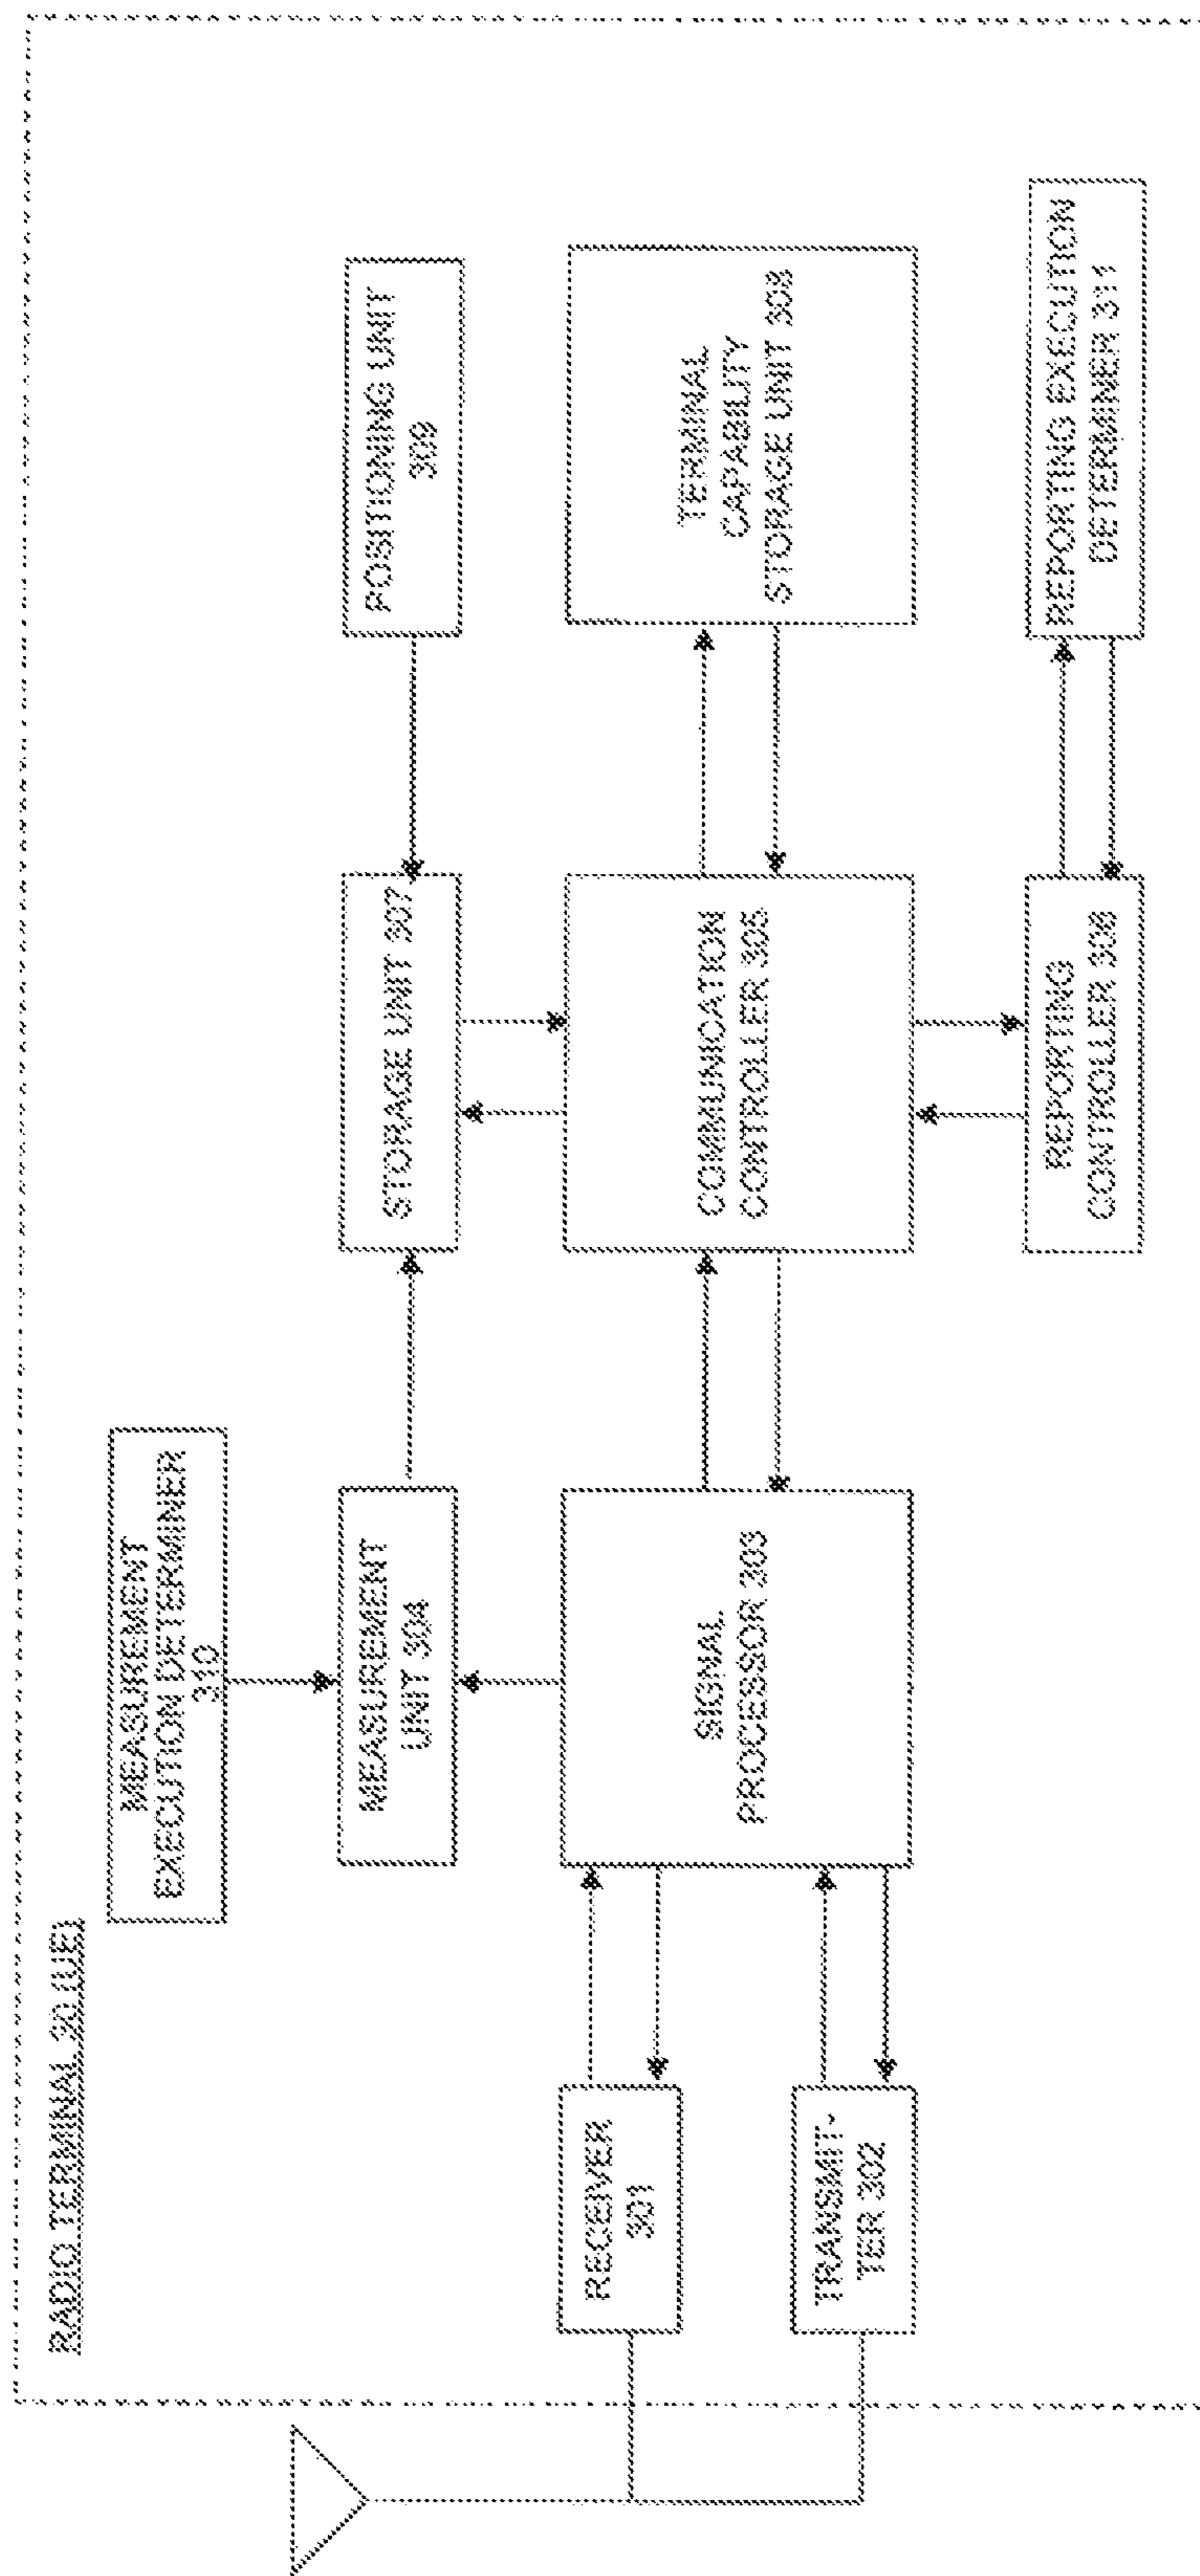 RADIO TERMINAL 30 (UE)
MEASUREMENT
EXECUTION DETERMINER
310
MEASUREMENT
UNIT 304
STORAGE UNIT 307
POSITIONING UNIT
309
RECEIVER
301
TRANSMIT-
TER 302
SIGNAL
PROCESSOR 303
COMMUNICATION
CONTROLLER 305
TERMINAL
CAPABILITY
STORAGE UNIT 308
REPORTING
CONTROLLER 306
REPORTING EXECUTION
DETERMINER 311